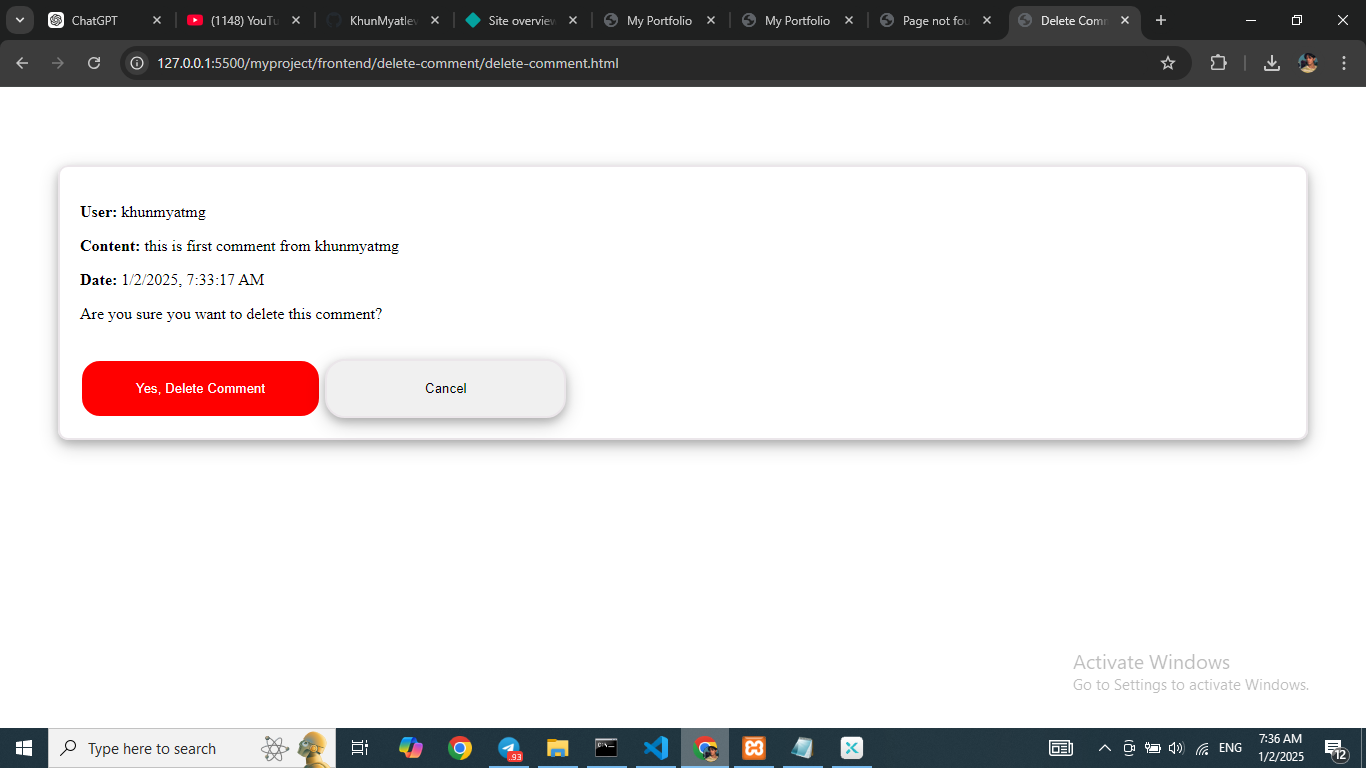 ChatGPT
(1148) YouTu
KhunMyatlev
Site overview
My Portfolio
My Portfolio
Page not fou
Delete Comm
127.0.0.1:5500/myproject/frontend/delete-comment/delete-comment.html
User: khunmyatmg
Content: this is first comment from khunmyatmg
Date: 1/2/2025, 7:33:17 AM
Are you sure you want to delete this comment?
Yes, Delete Comment
Cancel
Activate Windows
Go to Settings to activate Windows.
Type here to search
93
ENG
7:36 AM
1/2/2025
12